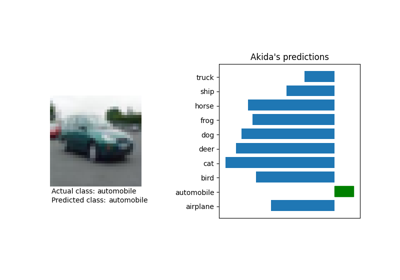 Akida's predictions
truck
ship
horse
frog
dog
deer
cat
bird
automobile
airplane
Actual class: automobile
Predicted class: automobile